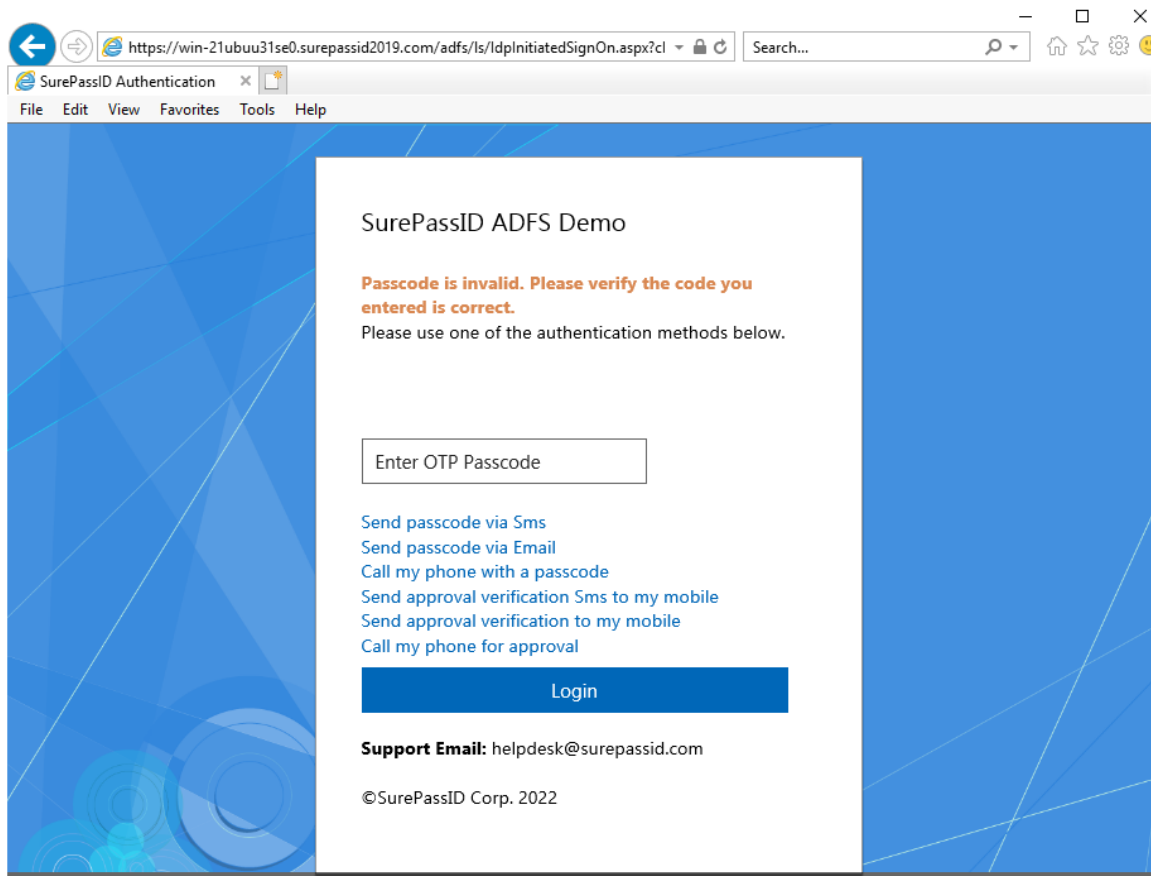 https://win-21ubuu31se0.surepassid2019.com/adfs/ls/IdpInitiatedSignOn.aspx?cl
Search...
SurePassID Authentication
File Edit View Favorites Tools Help
SurePassID ADFS Demo
Passcode is invalid. Please verify the code you
entered is correct.
Please use one of the authentication methods below.
Enter OTP Passcode
Send passcode via Sms
Send passcode via Email
Call my phone with a passcode
Send approval verification Sms to my mobile
Send approval verification to my mobile
Call my phone for approval
Login
Support Email: helpdesk@surepassid.com
©SurePassID Corp. 2022